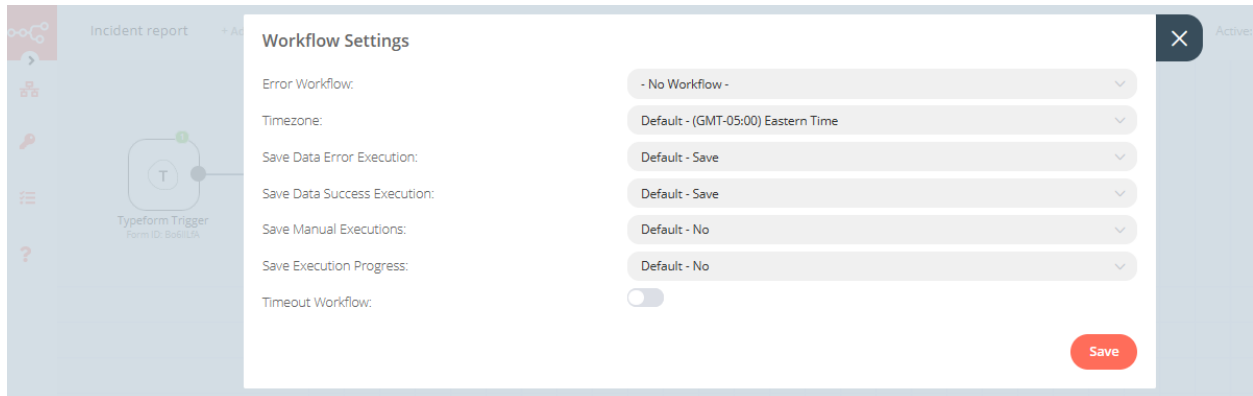 Incident report
+ Ad
Active:
Workflow Settings
Error Workflow:
- No Workflow -
Timezone:
Default - (GMT-05:00) Eastern Time
Save Data Error Execution:
Default - Save
Save Data Success Execution:
Default - Save
Save Manual Executions:
Default - No
Save Execution Progress:
Default - No
Timeout Workflow:
Save
1
T
Typeform Trigger